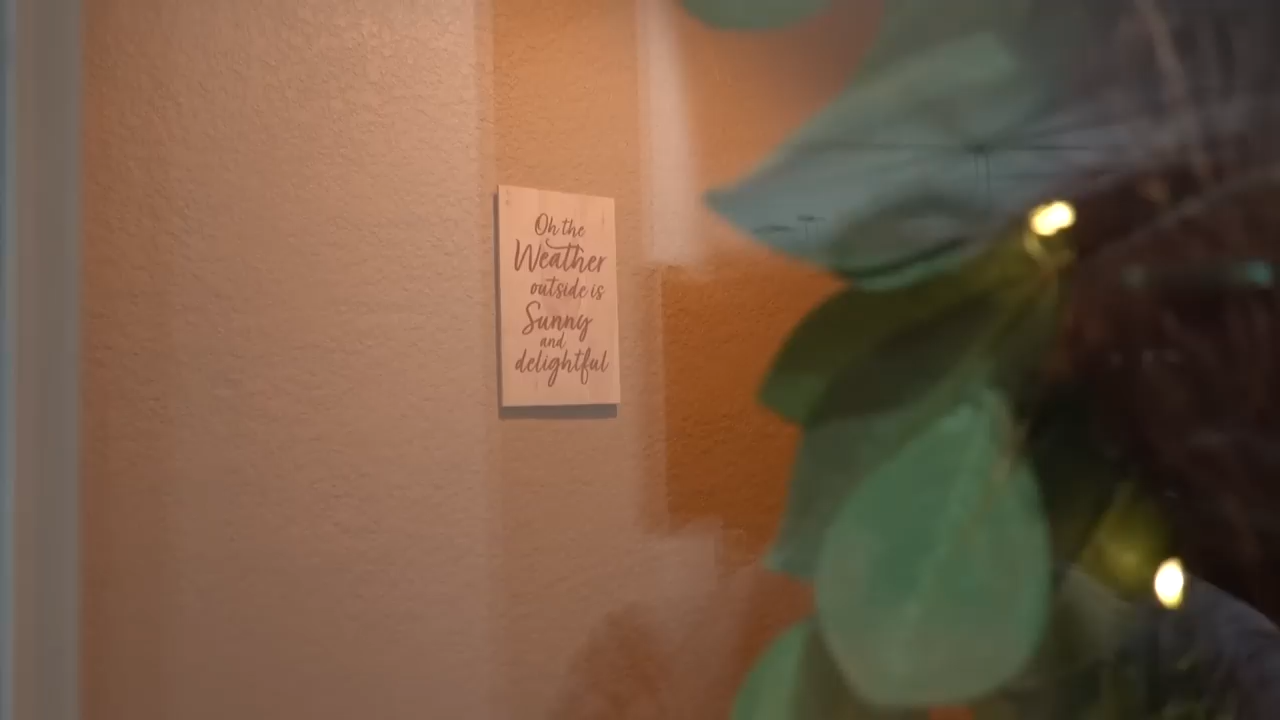 Oh the
Weather
outside is
Sunny
and
delightful